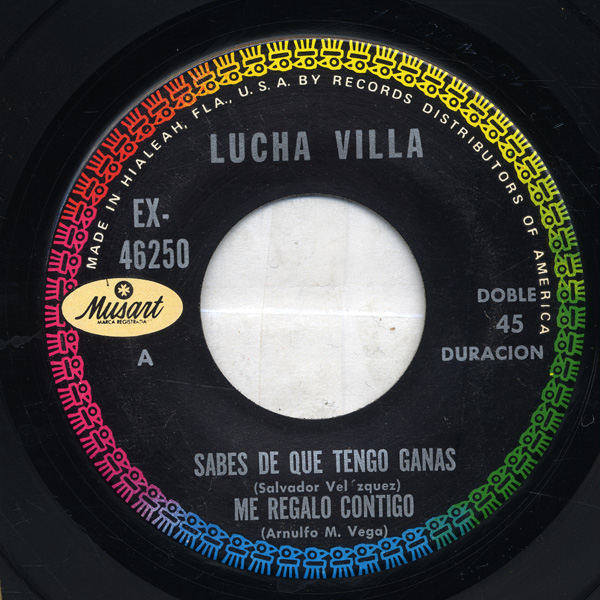 MADE IN HIALEAH, FLA., U.S.A. BY RECORDS DISTRIBUTORS OF AMERICA
LUCHA VILLA
EX-
46250
Musart
MARCA REGISTRADA
A
DOBLE
45
DURACION
SABES DE QUE TENGO GANAS
(Salvador Vel´zquez)
ME REGALO CONTIGO
(Arnulfo M. Vega)